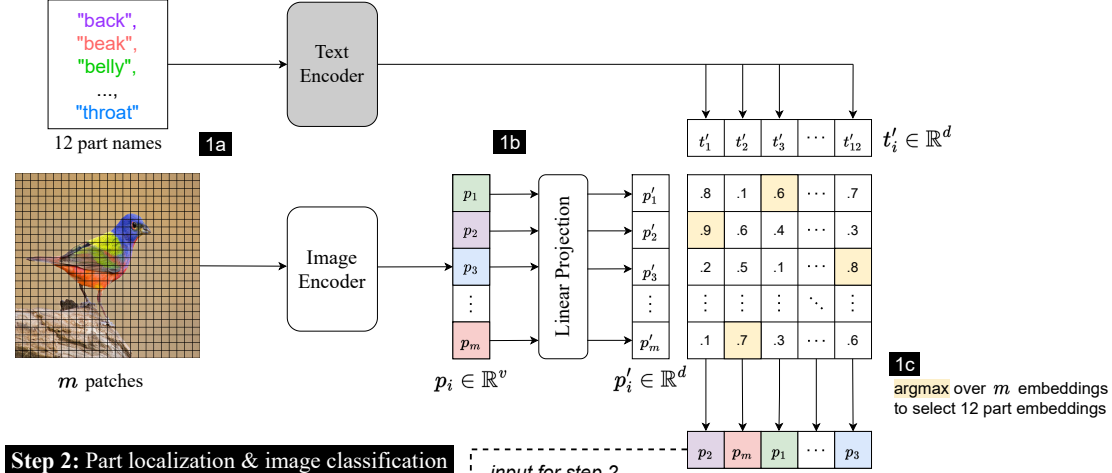 "back",
"beak",
"belly",
...,
"throat"
12 part names
Text
Encoder
1a
1b
t′₁ t′₂ t′₃ ⋯ t′₁₂
t′ᵢ ∈ ℝᵈ
m patches
Image
Encoder
p₁
p₂
p₃
⋮
pₘ
pᵢ ∈ ℝᵛ
Linear Projection
p′₁
p′₂
p′₃
⋮
p′ₘ
p′ᵢ ∈ ℝᵈ
.8 .1 .6 ⋯ .7
.9 .6 .4 ⋯ .3
.2 .5 .1 ⋯ .8
⋮ ⋮ ⋮ ⋱ ⋮
.1 .7 .3 ⋯ .6
1c
argmax over m embeddings
to select 12 part embeddings
p₂ pₘ p₁ ⋯ p₃
Step 2: Part localization & image classification
input for step 2